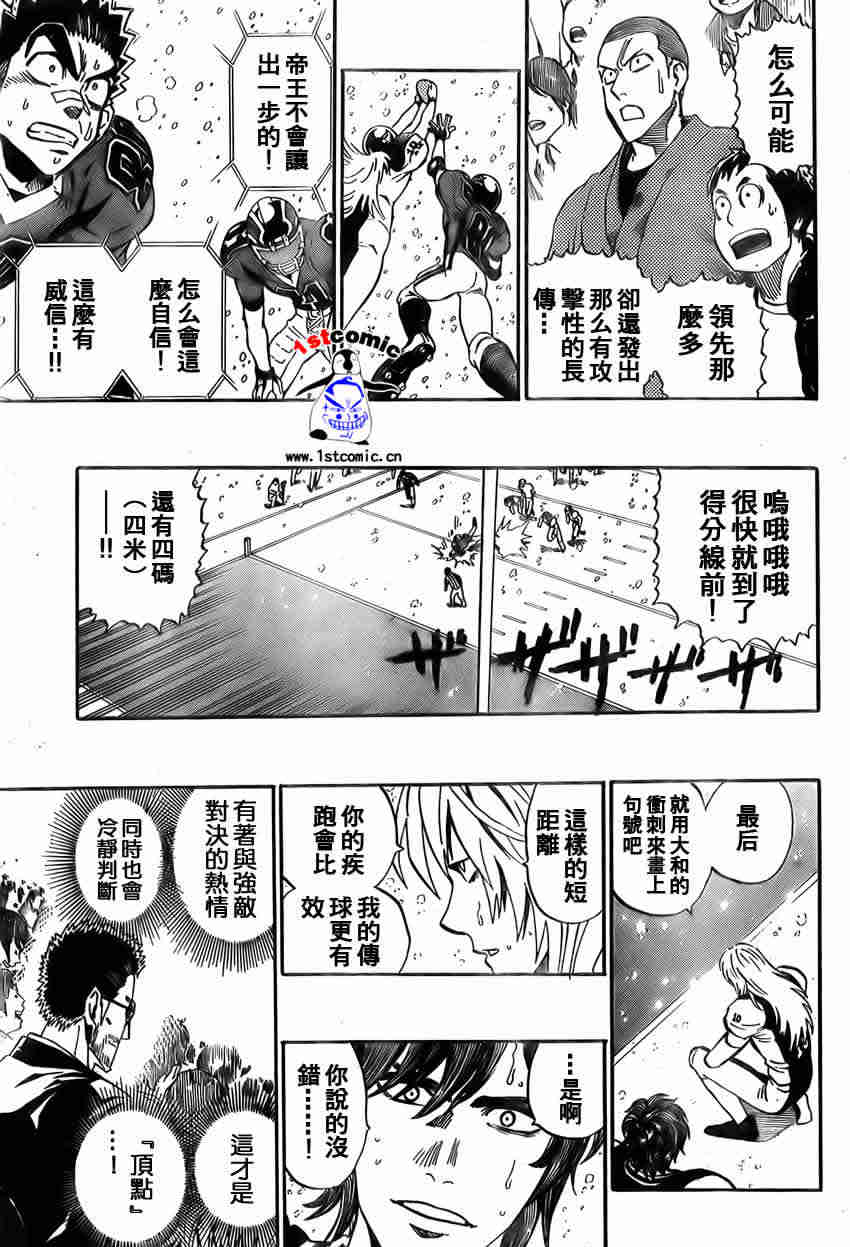 怎么可能
領先那
麼多
卻還發出
那么有攻
擊性的長
傳…
帝王不會讓
出一步的！
怎么會這
麼自信！
這麼有
威信…!!
1stcomic
www.1stcomic.cn
嗚哦哦哦
很快就到了
得分線前！
還有四碼
（四米）
——!!
ザザザザ
最后
就用大和的
衝刺來畫上
句號吧
10
這樣的短
距離
你的疾
跑會比
我的傳
球更有
效
…是啊
你說的沒
錯……！
有著與強敵
對決的熱情
同時也會
冷靜判斷
這才是
『頂點』
…！